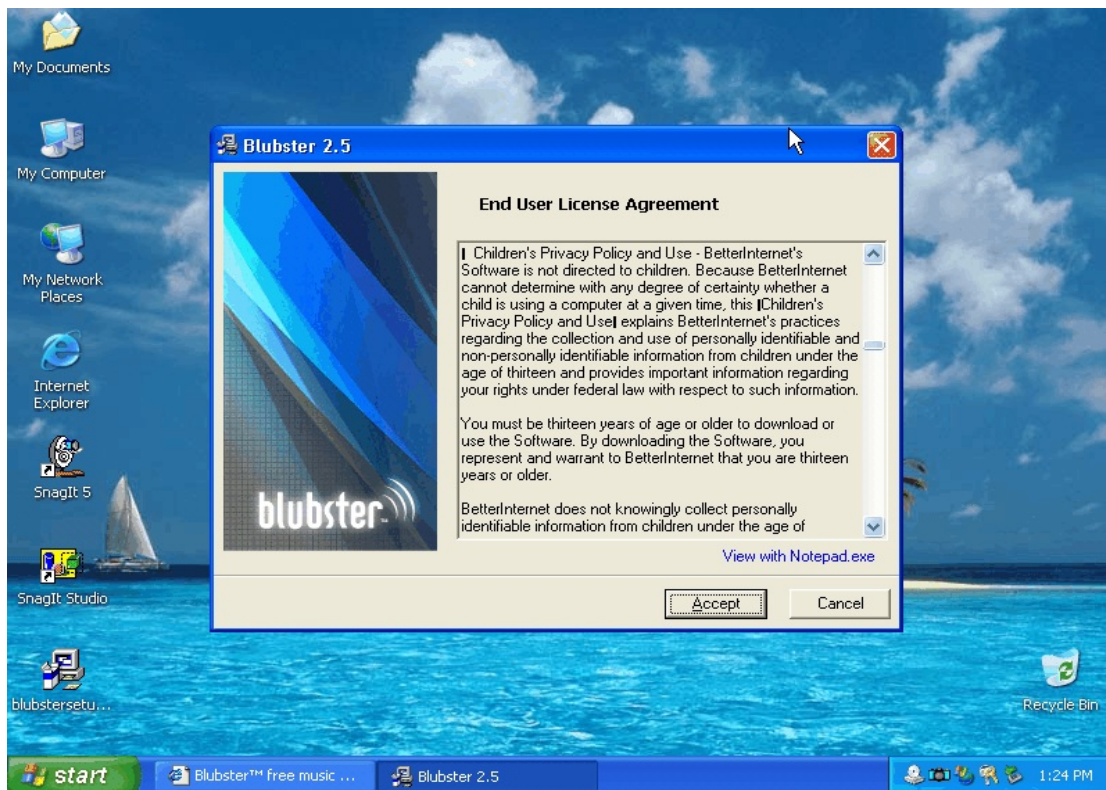 My Documents
My Computer
My Network
Places
Internet
Explorer
SnagIt 5
SnagIt Studio
blubstersetu...
Blubster 2.5
blubster
End User License Agreement
Children's Privacy Policy and Use - BetterInternet's
Software is not directed to children. Because BetterInternet
cannot determine with any degree of certainty whether a
child is using a computer at a given time, this Children's
Privacy Policy and Use explains BetterInternet's practices
regarding the collection and use of personally identifiable and
non-personally identifiable information from children under the
age of thirteen and provides important information regarding
your rights under federal law with respect to such information.
You must be thirteen years of age or older to download or
use the Software. By downloading the Software, you
represent and warrant to BetterInternet that you are thirteen
years or older.
BetterInternet does not knowingly collect personally
identifiable information from children under the age of
View with Notepad.exe
Accept
Cancel
Recycle Bin
start
Blubster™ free music ...
Blubster 2.5
1:24 PM